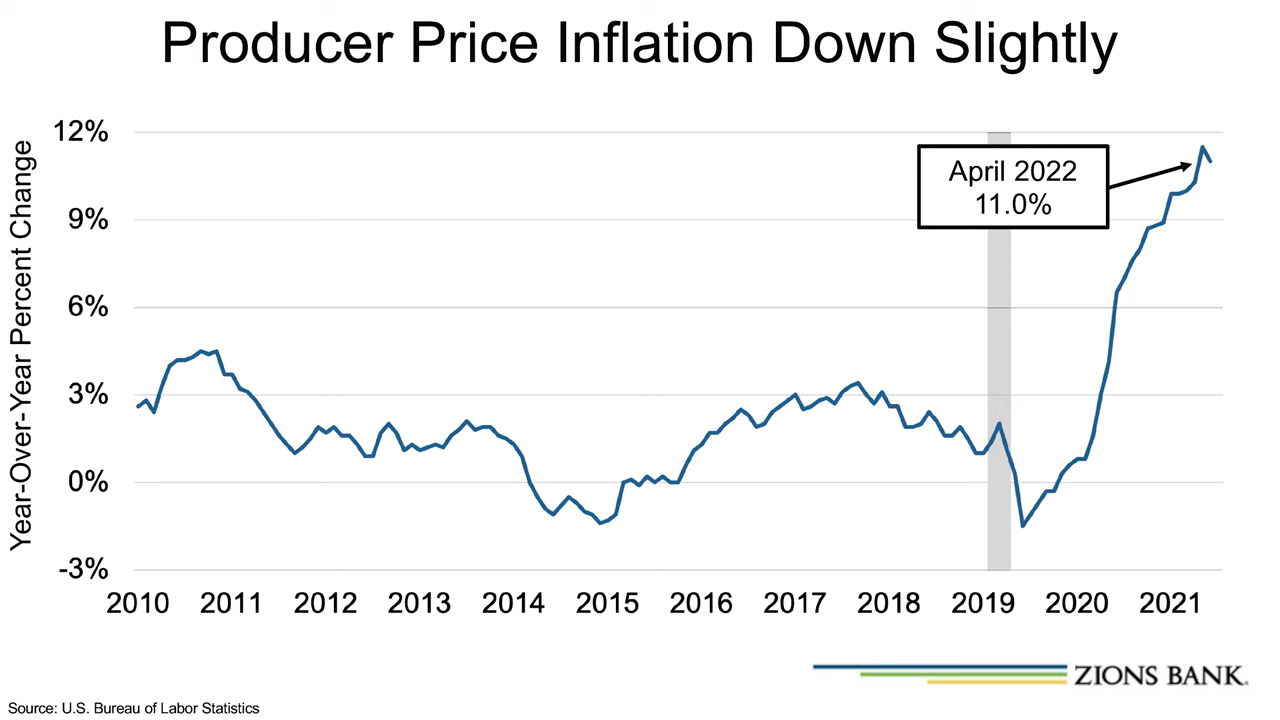 Producer Price Inflation Down Slightly
Year-Over-Year Percent Change
12%
9%
6%
3%
0%
-3%
April 2022
11.0%
2010 2011 2012 2013 2014 2015 2016 2017 2018 2019 2020 2021
ZIONS BANK.
Source: U.S. Bureau of Labor Statistics